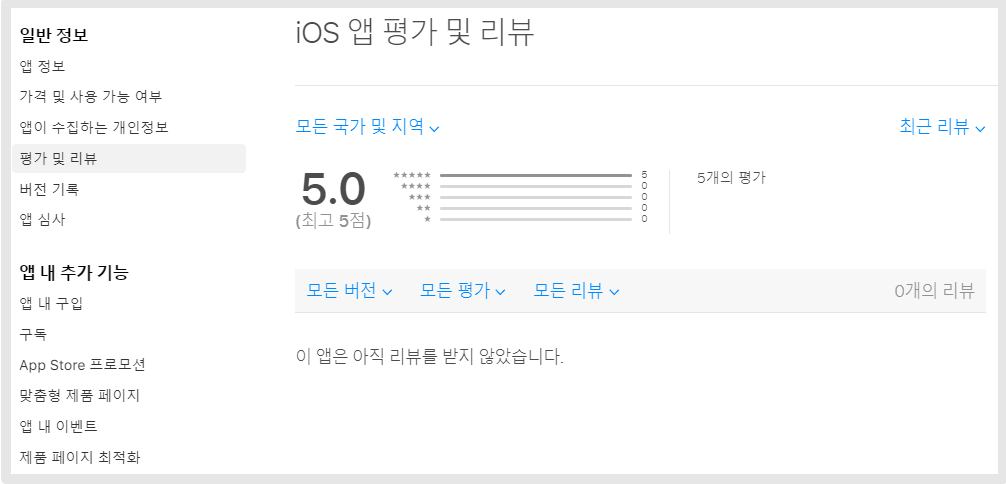 일반 정보
앱 정보
가격 및 사용 가능 여부
앱이 수집하는 개인정보
평가 및 리뷰
버전 기록
앱 심사
앱 내 추가 기능
앱 내 구입
구독
App Store 프로모션
맞춤형 제품 페이지
앱 내 이벤트
제품 페이지 최적화
iOS 앱 평가 및 리뷰
모든 국가 및 지역 최근 리뷰
5.0
(최고 5점)
★★★★★ 5
★★★★ 0
★★★ 0
★★ 0
★ 0
5개의 평가
모든 버전 모든 평가 모든 리뷰 0개의 리뷰
이 앱은 아직 리뷰를 받지 않았습니다.